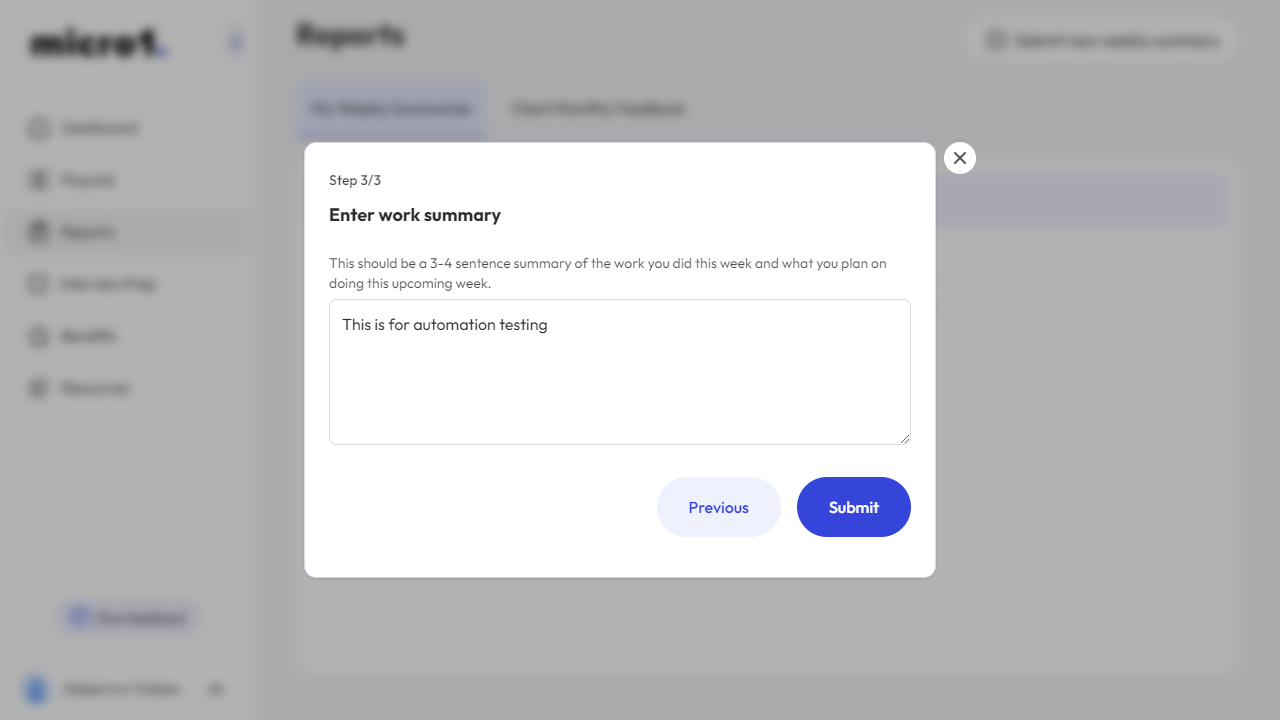 micro1.
Reports
Submit new weekly summary
My Weekly Summaries
Client Monthly Feedback
Dashboard
Payouts
Reports
Interview Prep
Benefits
Resources
Step 3/3
Enter work summary
This should be a 3-4 sentence summary of the work you did this week and what you plan on
doing this upcoming week.
This is for automation testing
Previous
Submit
Give feedback